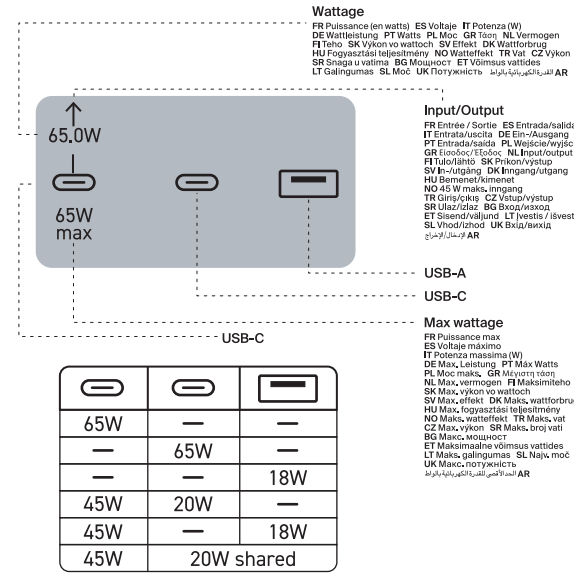 Wattage
FR Puissance (en watts) ES Voltaje IT Potenza (W)
DE Wattleistung PT Watts PL Moc GR Τάση NL Vermogen
FI Teho SK Výkon vo wattoch SV Effekt DK Wattforbrug
HU Fogyasztási teljesítmény NO Watteffekt TR Vat CZ Výkon
SR Snaga u vatima BG Мощност ET Võimsus vattides
LT Galingumas SL Moč UK Потужність AR القدرة الكهربائية بالواط
65.0W
65W
max
Input/Output
FR Entrée / Sortie ES Entrada/salida
IT Entrata/uscita DE Ein-/Ausgang
PT Entrada/saída PL Wejście/wyjśc
GR Είσοδος/Έξοδος NL Input/output
FI Tulo/lähtö SK Príkon/výstup
SV In-/utgång DK Inngang/utgang
HU Bemenet/kimenet
NO 45 W maks. inngang
TR Giriş/çıkış CZ Vstup/výstup
SR Ulaz/izlaz BG Вход/изход
ET Sisend/väljund LT Įvestis / išvest
SL Vhod/izhod UK Вхід/вихід
AR الإدخال/الإخراج
USB-A
USB-C
USB-C
Max wattage
FR Puissance max
ES Voltaje máximo
IT Potenza massima (W)
DE Max. Leistung PT Máx Watts
PL Moc maks. GR Μέγιστη τάση
NL Max. vermogen FI Maksimiteho
SK Max. výkon vo wattoch
SV Max. effekt DK Maks. wattforbrug
HU Max. fogyasztási teljesítmény
NO Maks. watteffekt TR Maks. vat
CZ Max. výkon SR Maks. broj vati
BG Макс. мощност
ET Maksimaalne võimsus vattides
LT Maks. galingumas SL Najv. moč
UK Макс. потужність
AR الحد الأقصى للقدرة الكهربائية بالواط
65W — —
— 65W —
— — 18W
45W 20W —
45W — 18W
45W 20W shared